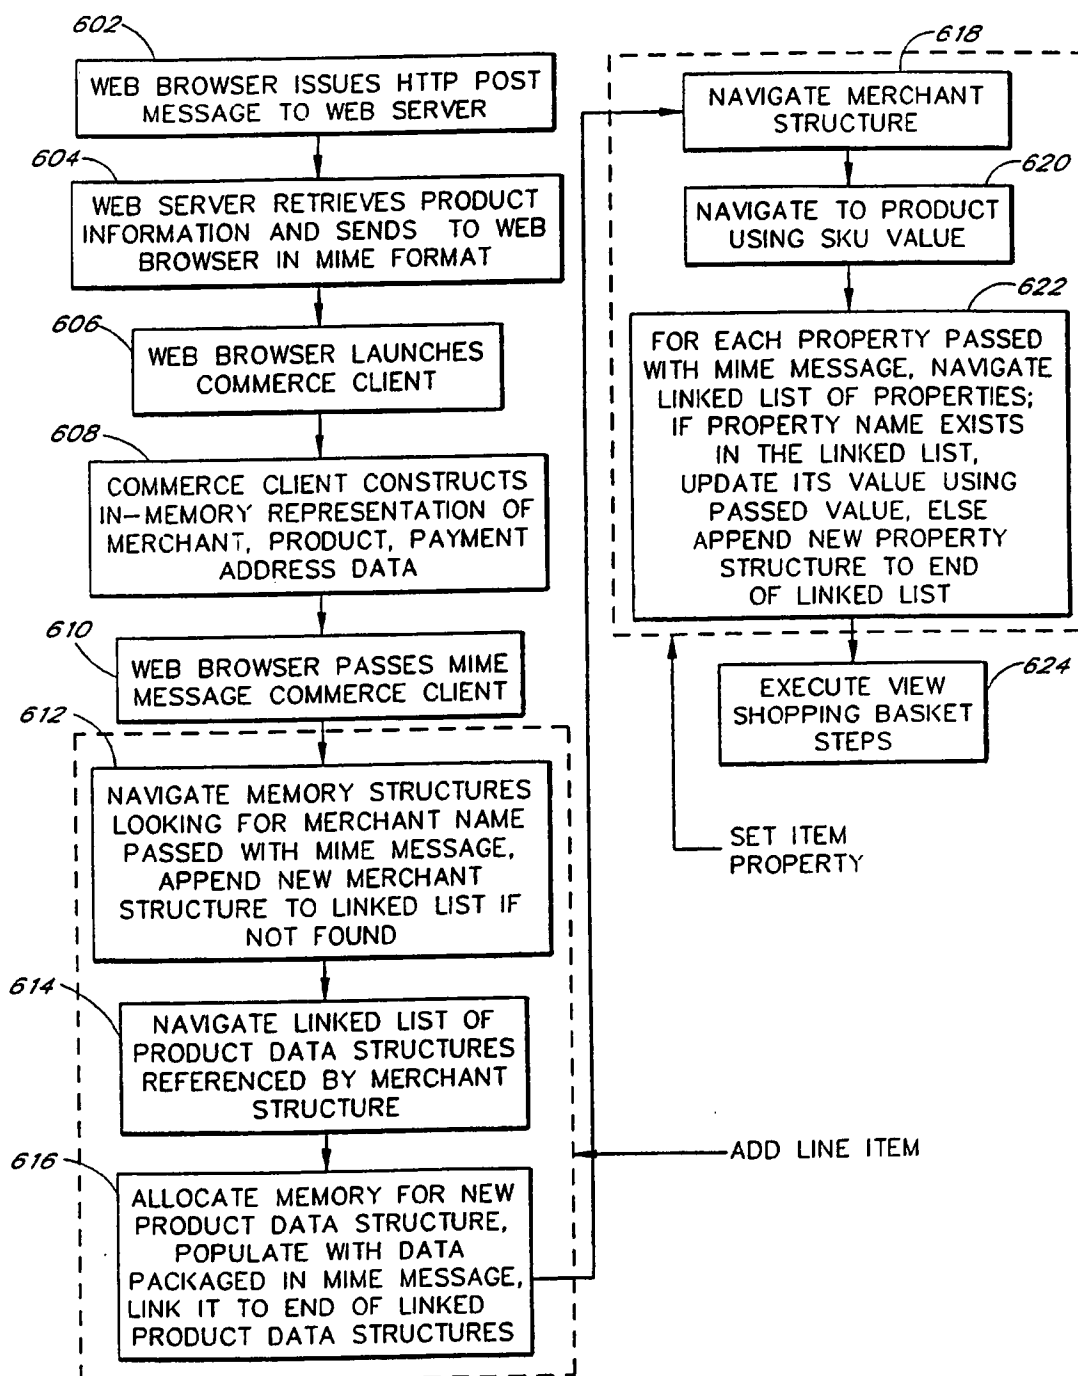 602
WEB BROWSER ISSUES HTTP POST
MESSAGE TO WEB SERVER
604
WEB SERVER RETRIEVES PRODUCT
INFORMATION AND SENDS TO WEB
BROWSER IN MIME FORMAT
606
WEB BROWSER LAUNCHES
COMMERCE CLIENT
608
COMMERCE CLIENT CONSTRUCTS
IN-MEMORY REPRESENTATION OF
MERCHANT, PRODUCT, PAYMENT
ADDRESS DATA
610
WEB BROWSER PASSES MIME
MESSAGE COMMERCE CLIENT
612
NAVIGATE MEMORY STRUCTURES
LOOKING FOR MERCHANT NAME
PASSED WITH MIME MESSAGE,
APPEND NEW MERCHANT
STRUCTURE TO LINKED LIST IF
NOT FOUND
614
NAVIGATE LINKED LIST OF
PRODUCT DATA STRUCTURES
REFERENCED BY MERCHANT
STRUCTURE
616
ALLOCATE MEMORY FOR NEW
PRODUCT DATA STRUCTURE,
POPULATE WITH DATA
PACKAGED IN MIME MESSAGE,
LINK IT TO END OF LINKED
PRODUCT DATA STRUCTURES
ADD LINE ITEM
618
NAVIGATE MERCHANT
STRUCTURE
620
NAVIGATE TO PRODUCT
USING SKU VALUE
622
FOR EACH PROPERTY PASSED
WITH MIME MESSAGE, NAVIGATE
LINKED LIST OF PROPERTIES;
IF PROPERTY NAME EXISTS
IN THE LINKED LIST,
UPDATE ITS VALUE USING
PASSED VALUE, ELSE
APPEND NEW PROPERTY
STRUCTURE TO END
OF LINKED LIST
624
EXECUTE VIEW
SHOPPING BASKET
STEPS
SET ITEM
PROPERTY